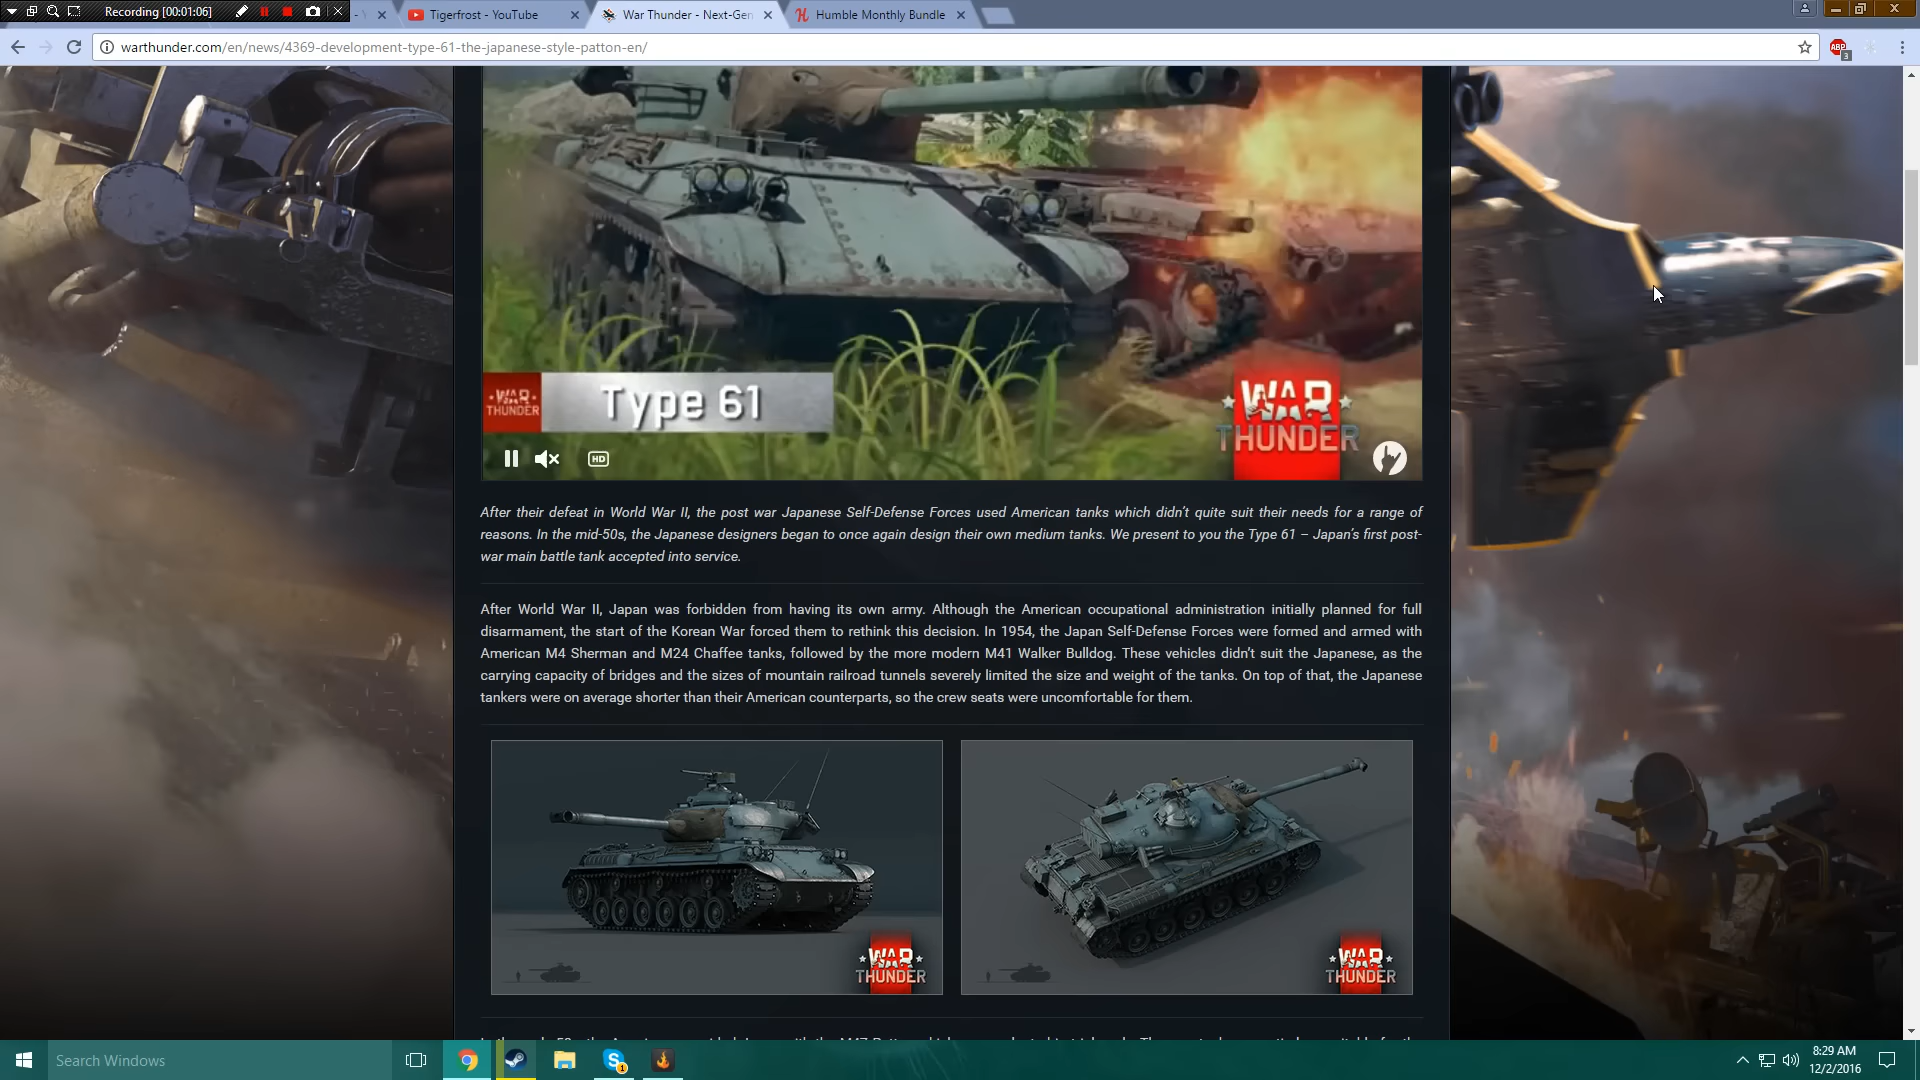 Recording [00:01:06]
Tigerfrost - YouTube
War Thunder - Next-Gen
Humble Monthly Bundle
warthunder.com/en/news/4369-development-type-61-the-japanese-style-patton-en/
ABP
3
WAR THUNDER
Type 61
WAR THUNDER
HD
After their defeat in World War II, the post war Japanese Self-Defense Forces used American tanks which didn't quite suit their needs for a range of
reasons. In the mid-50s, the Japanese designers began to once again design their own medium tanks. We present to you the Type 61 – Japan's first post-
war main battle tank accepted into service.
After World War II, Japan was forbidden from having its own army. Although the American occupational administration initially planned for full
disarmament, the start of the Korean War forced them to rethink this decision. In 1954, the Japan Self-Defense Forces were formed and armed with
American M4 Sherman and M24 Chaffee tanks, followed by the more modern M41 Walker Bulldog. These vehicles didn't suit the Japanese, as the
carrying capacity of bridges and the sizes of mountain railroad tunnels severely limited the size and weight of the tanks. On top of that, the Japanese
tankers were on average shorter than their American counterparts, so the crew seats were uncomfortable for them.
WAR THUNDER
WAR THUNDER
Search Windows
1
8:29 AM
12/2/2016